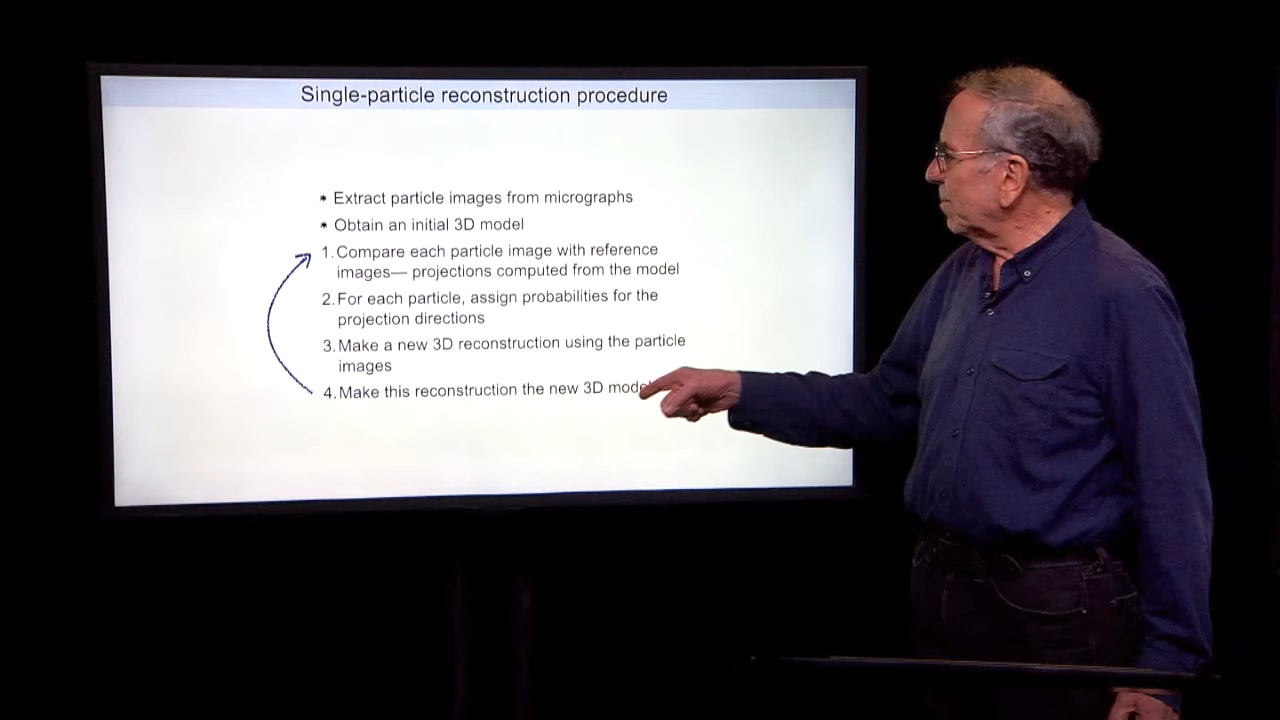 Single-particle reconstruction procedure
* Extract particle images from micrographs
* Obtain an initial 3D model
1. Compare each particle image with reference
images— projections computed from the model
2. For each particle, assign probabilities for the
projection directions
3. Make a new 3D reconstruction using the particle
images
4. Make this reconstruction the new 3D model